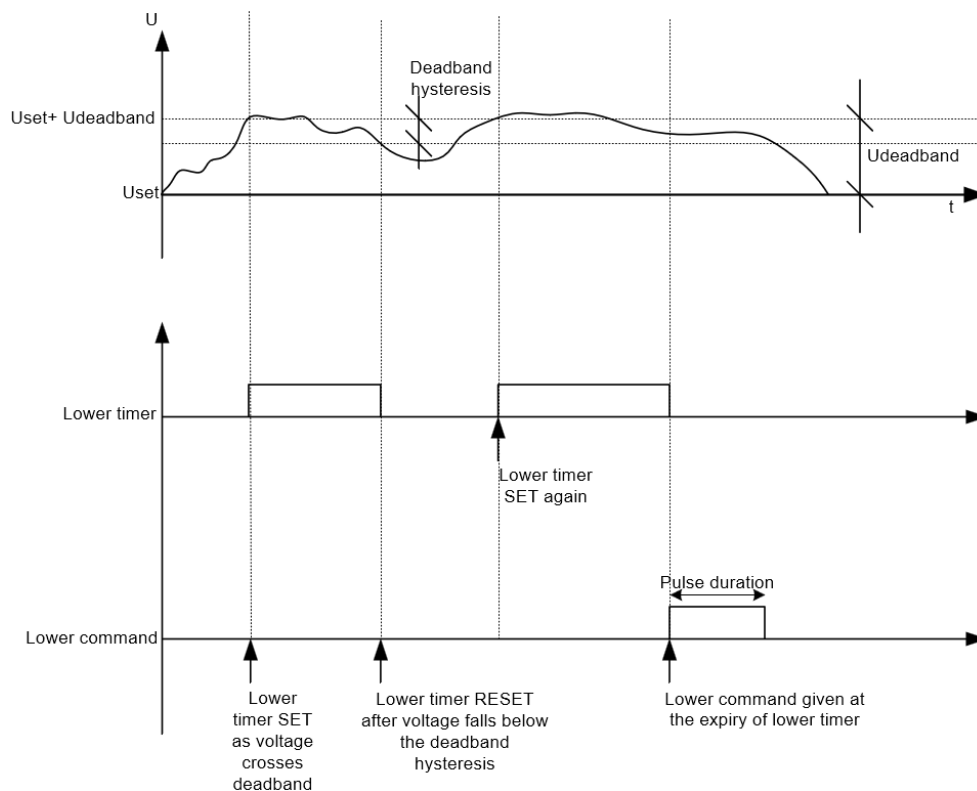 U
Deadband
hysteresis
Uset+ Udeadband
Udeadband
Uset
t
Lower timer
Lower timer
SET again
Pulse duration
Lower command
Lower
timer SET
as voltage
crosses
deadband
Lower timer RESET
after voltage falls below
the deadband
hysteresis
Lower command given at
the expiry of lower timer